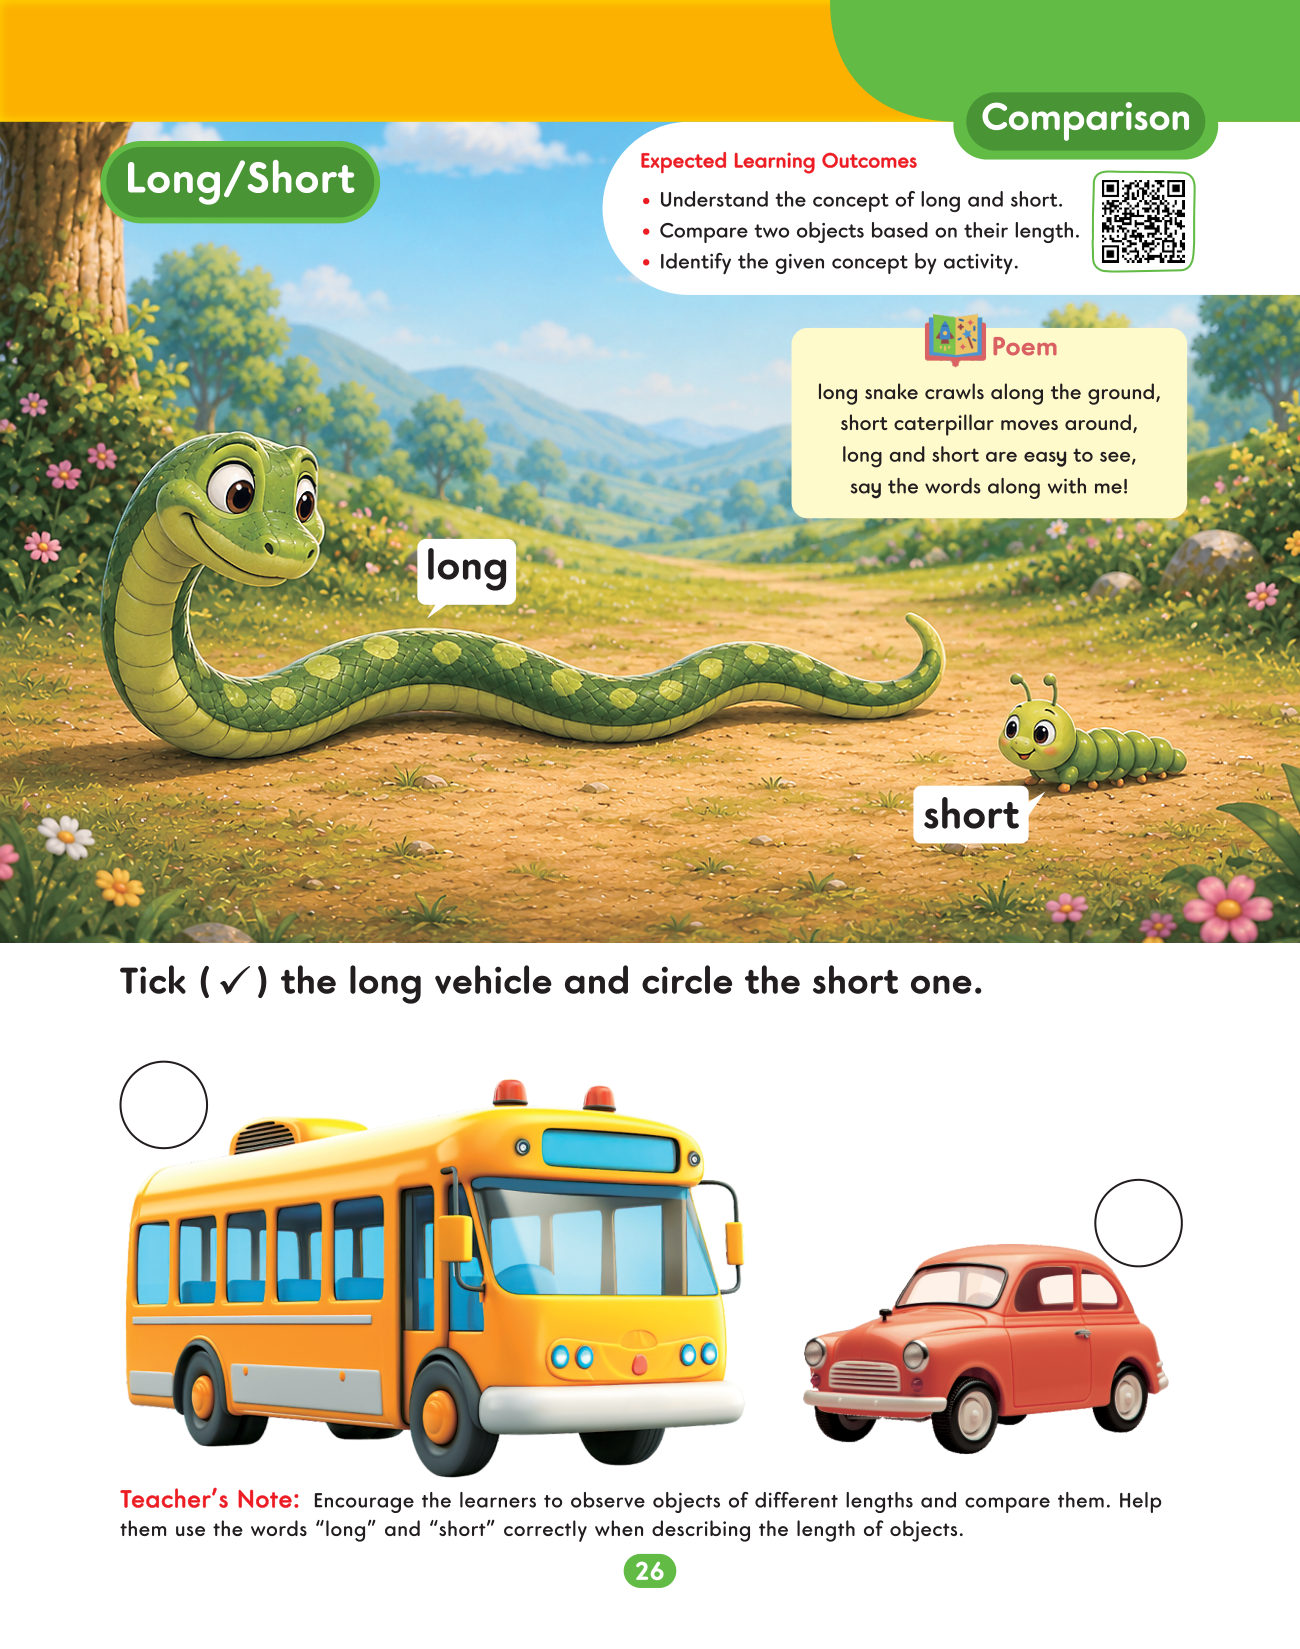 Comparison
Long/Short
Expected Learning Outcomes
• Understand the concept of long and short.
• Compare two objects based on their length.
• Identify the given concept by activity.
Poem
long snake crawls along the ground,
short caterpillar moves around,
long and short are easy to see,
say the words along with me!
long
short
Tick (✓) the long vehicle and circle the short one.
Teacher's Note: Encourage the learners to observe objects of different lengths and compare them. Help
them use the words "long" and "short" correctly when describing the length of objects.
26